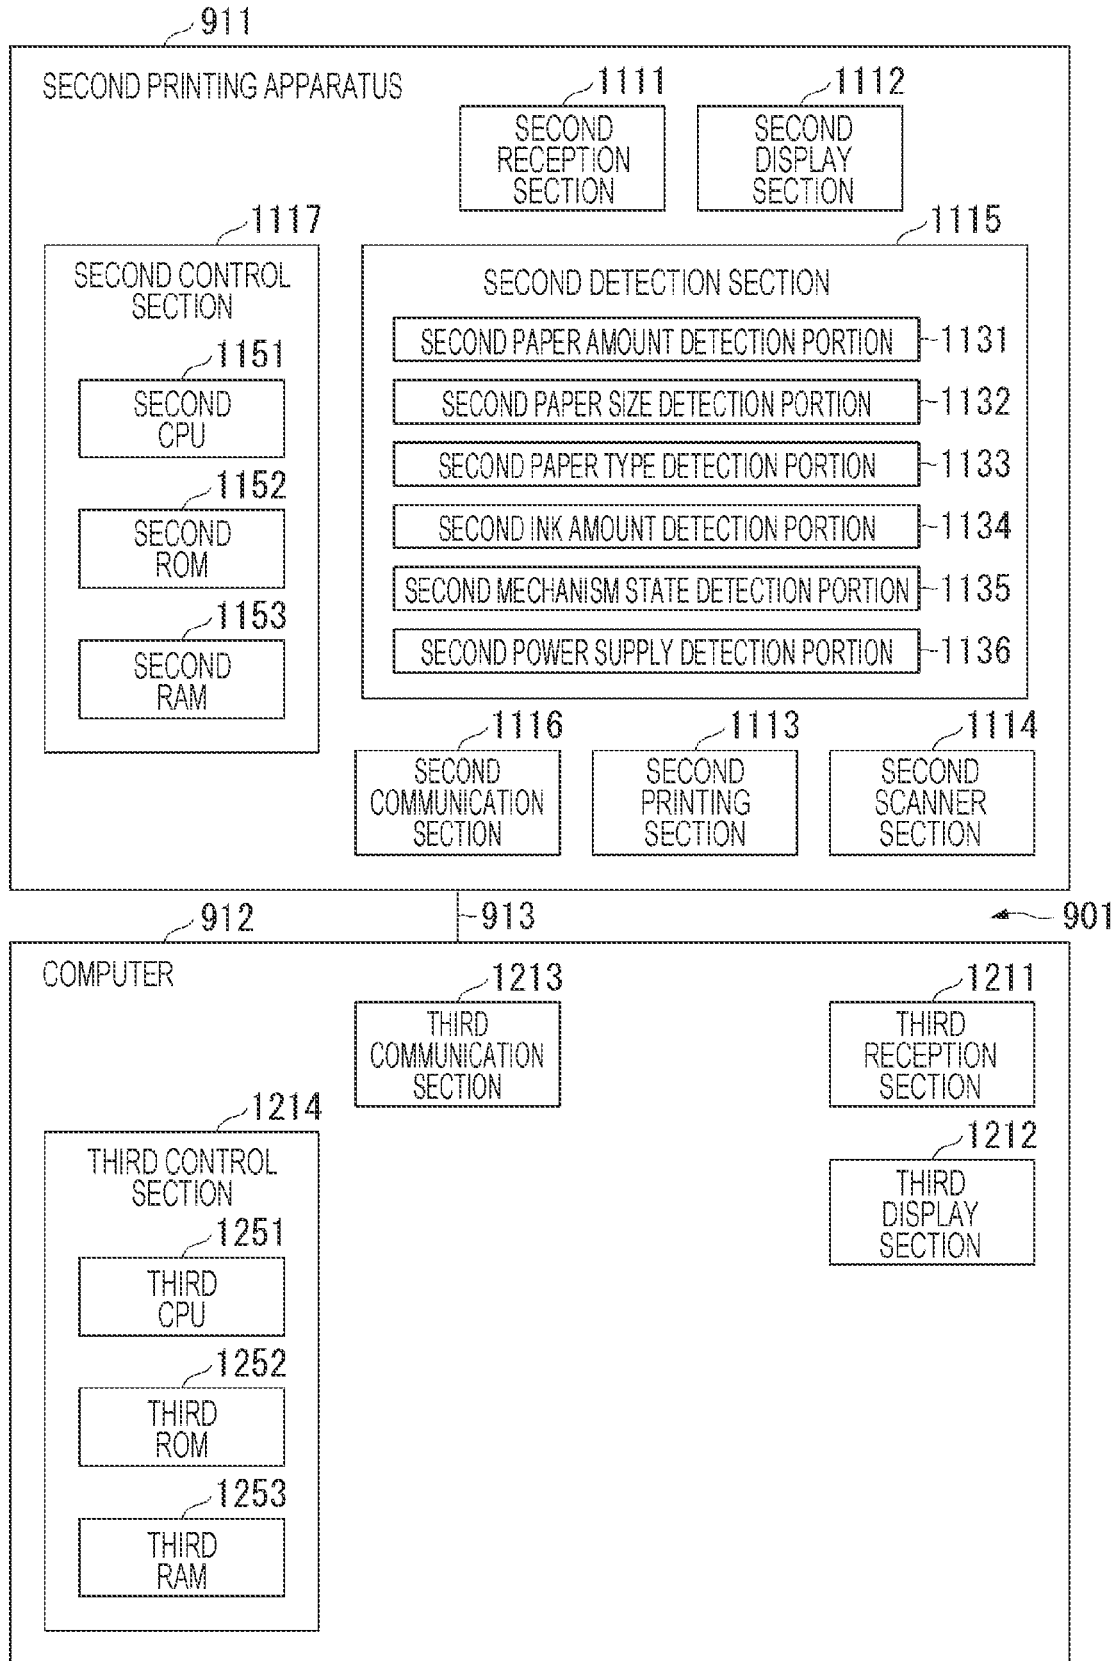 911
SECOND PRINTING APPARATUS
1111
SECOND
RECEPTION
SECTION
1112
SECOND
DISPLAY
SECTION
1117
SECOND CONTROL
SECTION
1151
SECOND
CPU
1152
SECOND
ROM
1153
SECOND
RAM
1115
SECOND DETECTION SECTION
SECOND PAPER AMOUNT DETECTION PORTION
1131
SECOND PAPER SIZE DETECTION PORTION
1132
SECOND PAPER TYPE DETECTION PORTION
1133
SECOND INK AMOUNT DETECTION PORTION
1134
SECOND MECHANISM STATE DETECTION PORTION
1135
SECOND POWER SUPPLY DETECTION PORTION
1136
1116
SECOND
COMMUNICATION
SECTION
1113
SECOND
PRINTING
SECTION
1114
SECOND
SCANNER
SECTION
912
913
901
COMPUTER
1213
THIRD
COMMUNICATION
SECTION
1211
THIRD
RECEPTION
SECTION
1212
THIRD
DISPLAY
SECTION
1214
THIRD CONTROL
SECTION
1251
THIRD
CPU
1252
THIRD
ROM
1253
THIRD
RAM